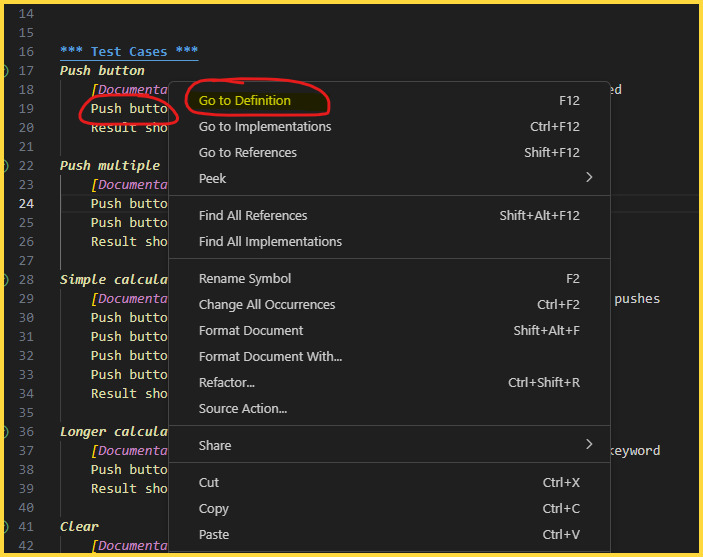 14
15
16 *** Test Cases ***
17 Push button
18 [Documenta ed
19 Push butto
20 Result sho
21
22 Push multiple
23 [Documenta
24 Push butto
25 Push butto
26 Result sho
27
28 Simple calcula
29 [Documenta pushes
30 Push butto
31 Push butto
32 Push butto
33 Push butto
34 Result sho
35
36 Longer calcula
37 [Documenta keyword
38 Push butto
39 Result sho
40
41 Clear
42 [Documenta
Go to Definition F12
Go to Implementations Ctrl+F12
Go to References Shift+F12
Peek
Find All References Shift+Alt+F12
Find All Implementations
Rename Symbol F2
Change All Occurrences Ctrl+F2
Format Document Shift+Alt+F
Format Document With...
Refactor... Ctrl+Shift+R
Source Action...
Share
Cut Ctrl+X
Copy Ctrl+C
Paste Ctrl+V